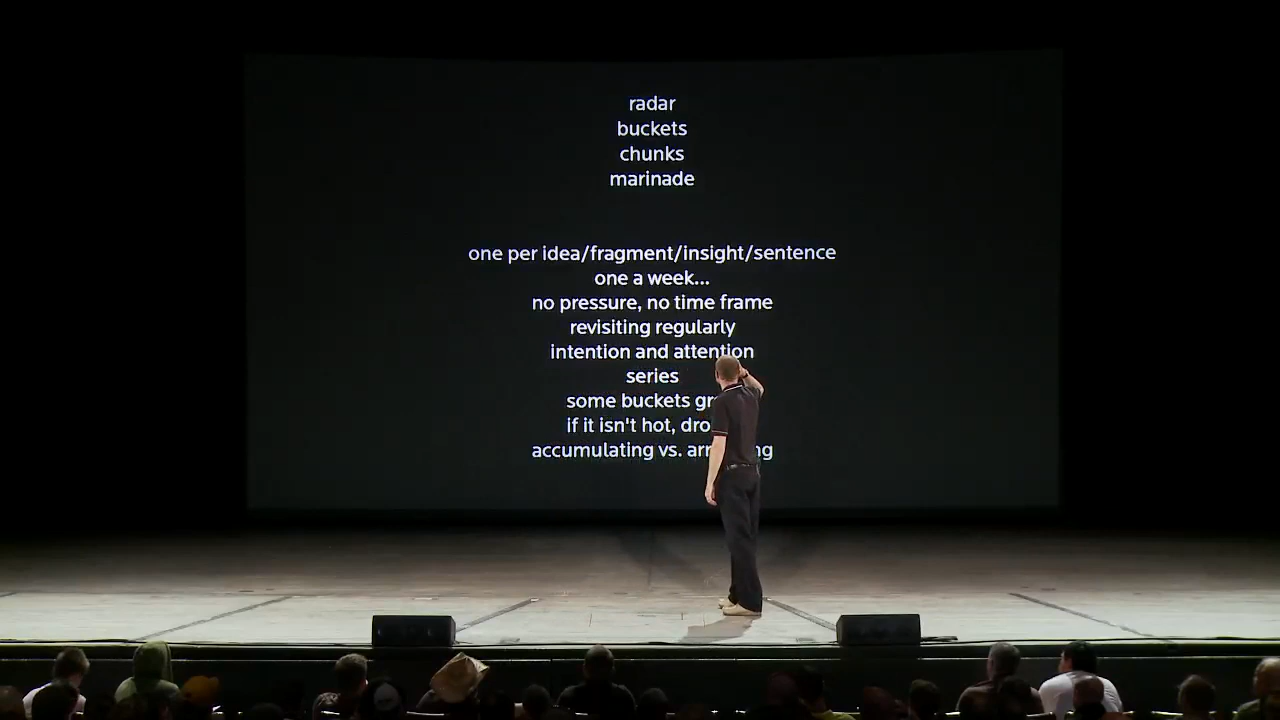 radar
buckets
chunks
marinade
one per idea/fragment/insight/sentence
one a week...
no pressure, no time frame
revisiting regularly
intention and attention
series
some buckets
if it isn't hot,
accumulating vs.